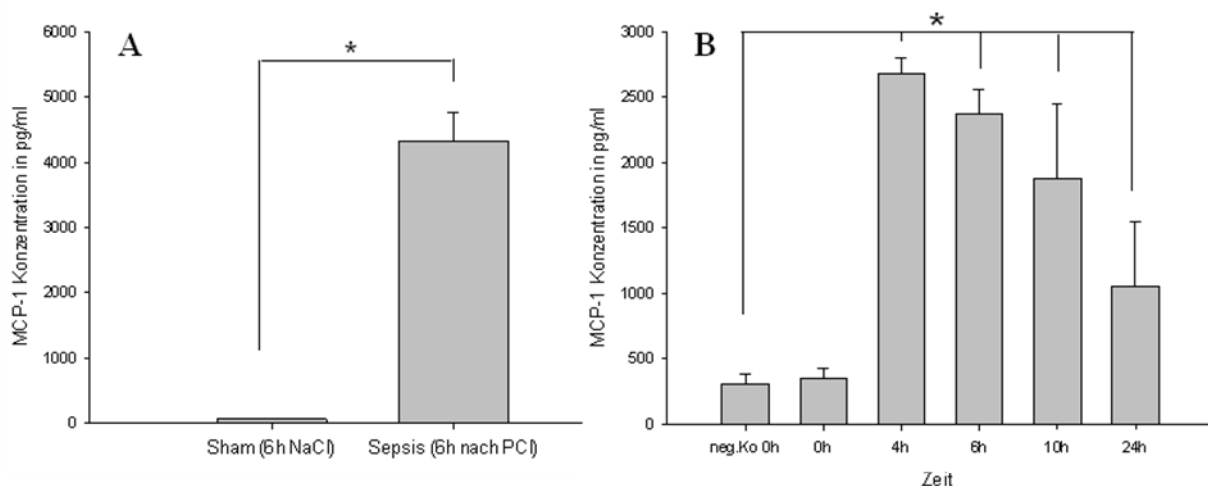 A
*
MCP-1 Konzentration in pg/ml
6000
5000
4000
3000
2000
1000
0
Sham (6h NaCl)
Sepsis (6h nach PCI)
B
*
MCP-1 Konzentration in pg/ml
3000
2500
2000
1500
1000
500
0
neg.Ko 0h
0h
4h
6h
10h
24h
Zeit